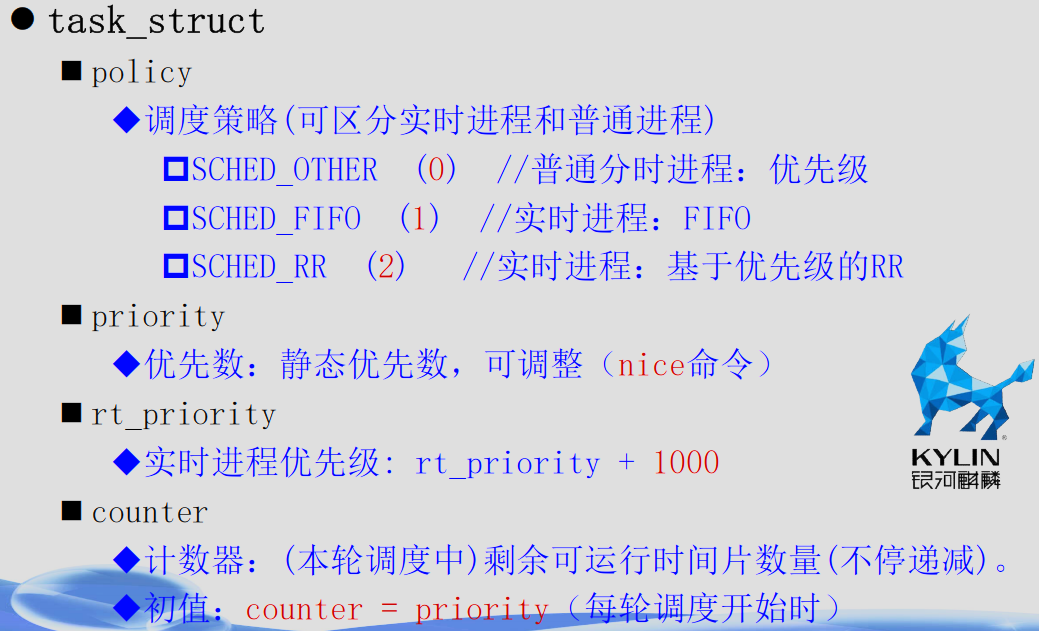 ● task_struct
■ policy
◆调度策略(可区分实时进程和普通进程)
SCHED_OTHER (0) //普通分时进程: 优先级
SCHED_FIFO (1) //实时进程: FIFO
SCHED_RR (2) //实时进程: 基于优先级的RR
■ priority
◆优先数: 静态优先数，可调整（nice命令）
■ rt_priority
◆实时进程优先级: rt_priority + 1000
■ counter
◆计数器: (本轮调度中)剩余可运行时间片数量(不停递减)。
◆初值: counter = priority（每轮调度开始时）
KYLIN
银河麒麟